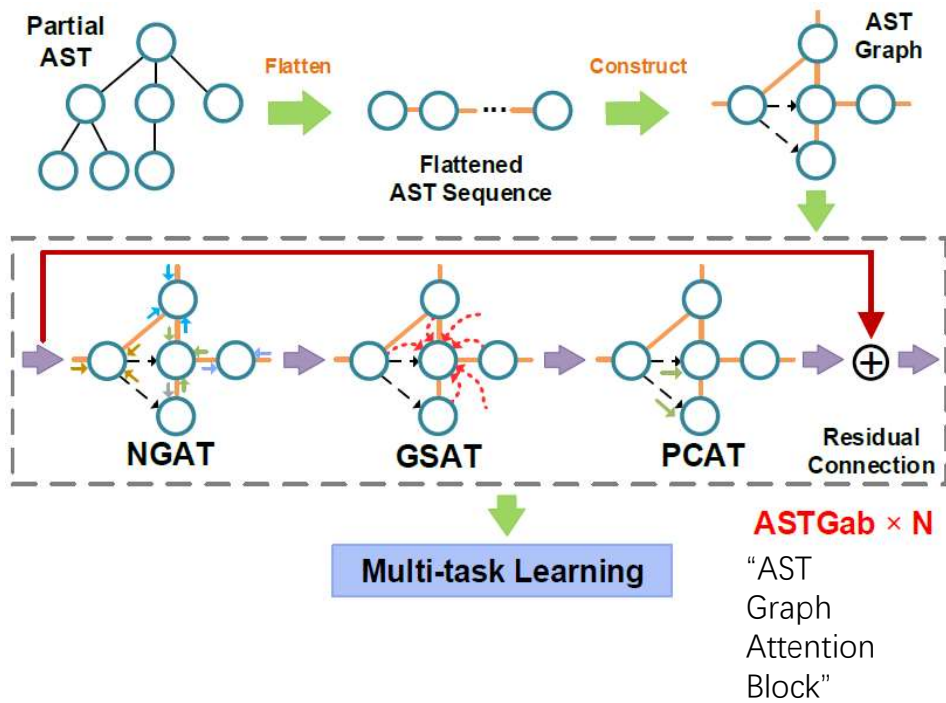 Partial
AST
Flatten
...
Flattened
AST Sequence
Construct
AST
Graph
NGAT
GSAT
PCAT
Residual
Connection
ASTGab × N
Multi-task Learning
“AST
Graph
Attention
Block”